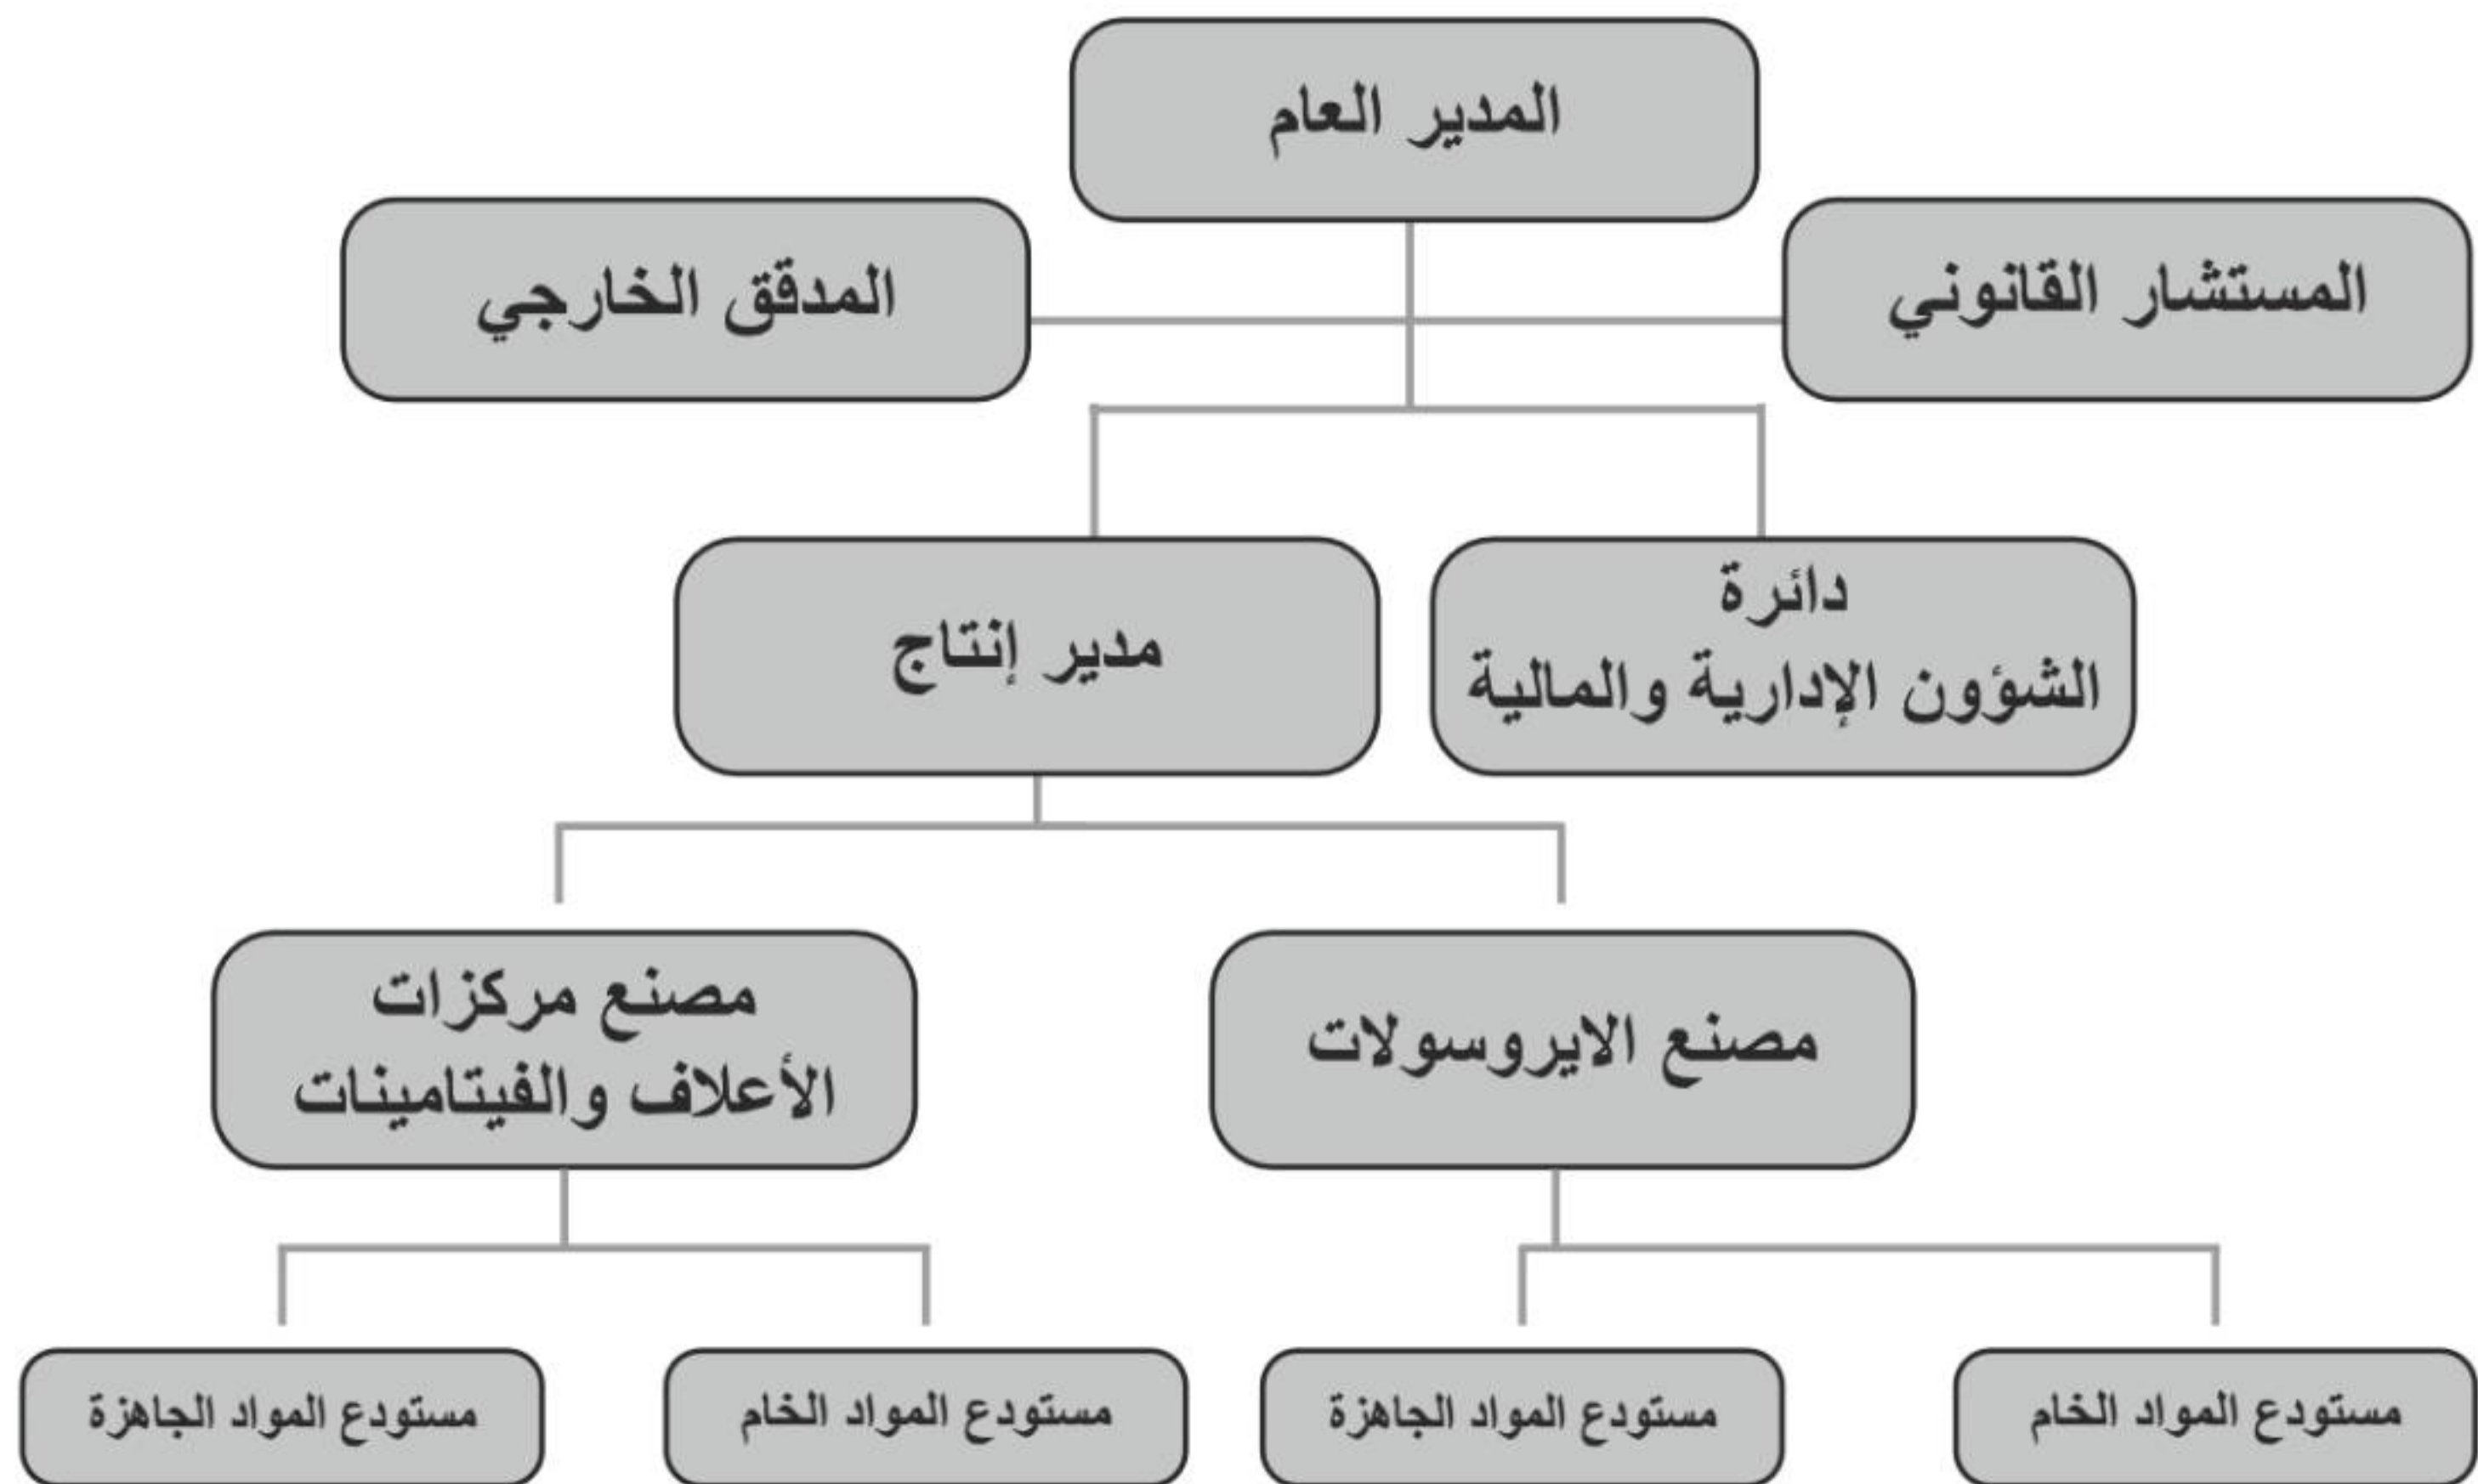 المدير العام
المستشار القانوني
المدقق الخارجي
دائرة
الشؤون الإدارية والمالية
مدير إنتاج
مصنع الايروسولات
مصنع مركزات
الأعلاف والفيتامينات
مستودع المواد الخام
مستودع المواد الجاهزة
مستودع المواد الخام
مستودع المواد الجاهزة